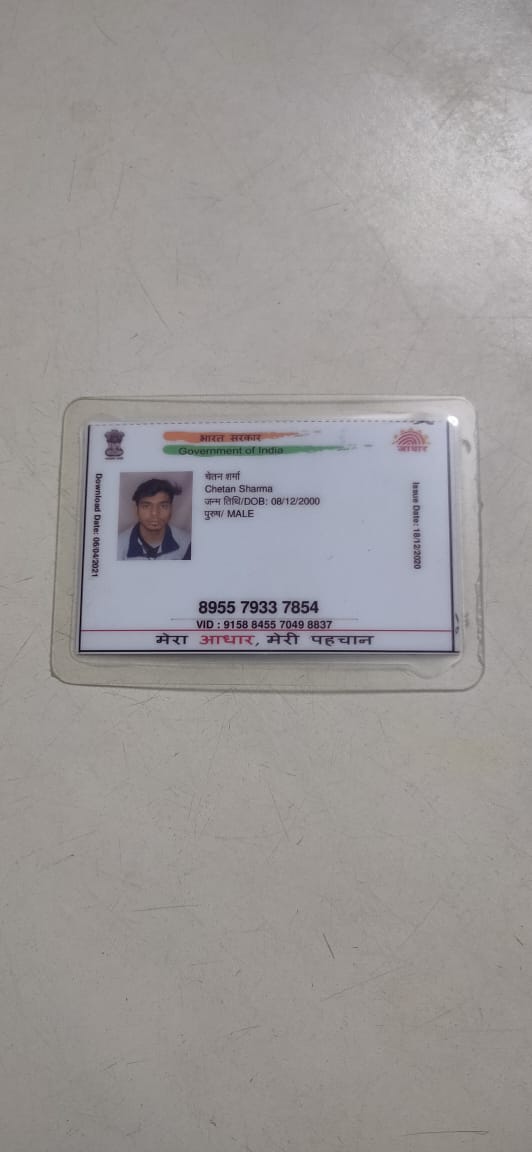 भारत सरकार
Government of India
आधार
Download Date: 06/04/2021
चेतन शर्मा
Chetan Sharma
जन्म तिथि/DOB: 08/12/2000
पुरुष/ MALE
Issue Date: 18/12/2020
8955 7933 7854
VID : 9158 8455 7049 8837
मेरा आधार, मेरी पहचान